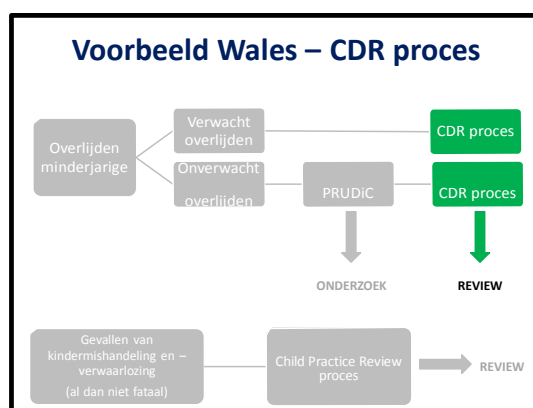 Voorbeeld Wales – CDR proces
Verwacht
overlijden
CDR proces
Overlijden
minderjarige
Onverwacht
overlijden
PRUDiC
CDR proces
ONDERZOEK
REVIEW
Gevallen van
kindermishandeling en –
verwaarlozing
(al dan niet fataal)
Child Practice Review
proces
REVIEW